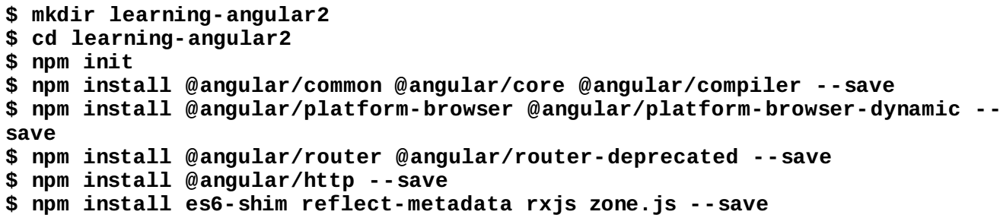 $ mkdir learning-angular2
$ cd learning-angular2
$ npm init
$ npm install @angular/common @angular/core @angular/compiler --save
$ npm install @angular/platform-browser @angular/platform-browser-dynamic --
save
$ npm install @angular/router @angular/router-deprecated --save
$ npm install @angular/http --save
$ npm install es6-shim reflect-metadata rxjs zone.js --save